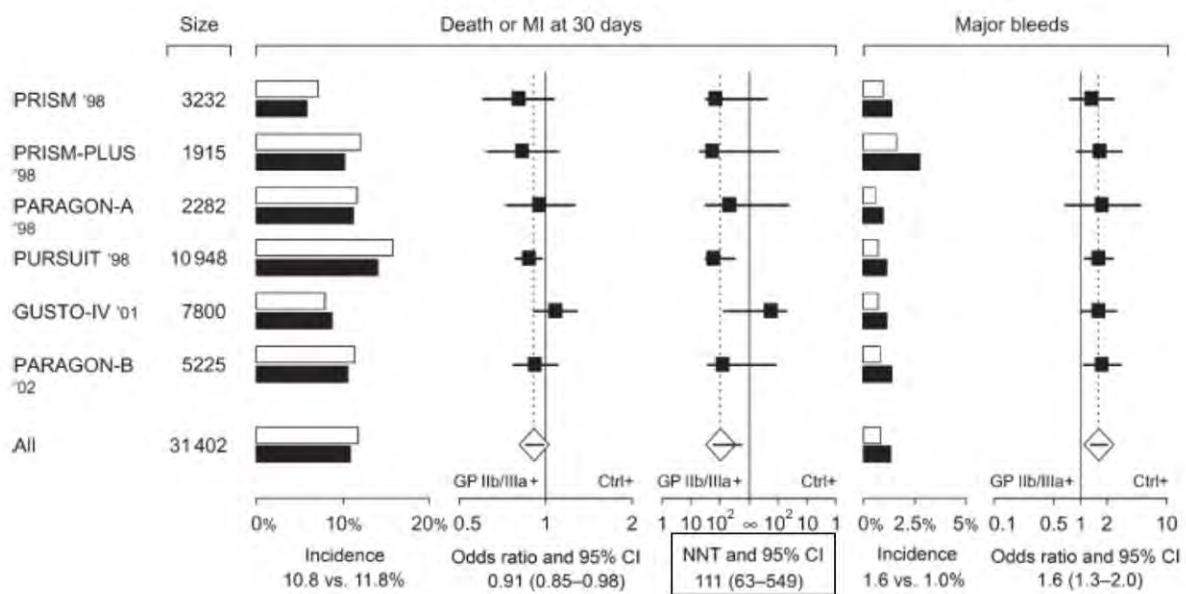 Size Death or MI at 30 days Major bleeds
PRISM '98 3232
PRISM-PLUS 1915
'98
PARAGON-A 2282
'98
PURSUIT '98 10 948
GUSTO-IV '01 7800
PARAGON-B 5225
'02
All 31 402
GP IIb/IIIa+ Ctrl+ GP IIb/IIIa+ Ctrl+
0% 10% 20% 0.5 1 2 1 10 10² ∞ 10² 10 1 0% 2.5% 5% 0.1 0.5 1 2 10
Incidence Odds ratio and 95% CI NNT and 95% CI Incidence Odds ratio and 95% CI
10.8 vs. 11.8% 0.91 (0.85–0.98) 111 (63–549) 1.6 vs. 1.0% 1.6 (1.3–2.0)